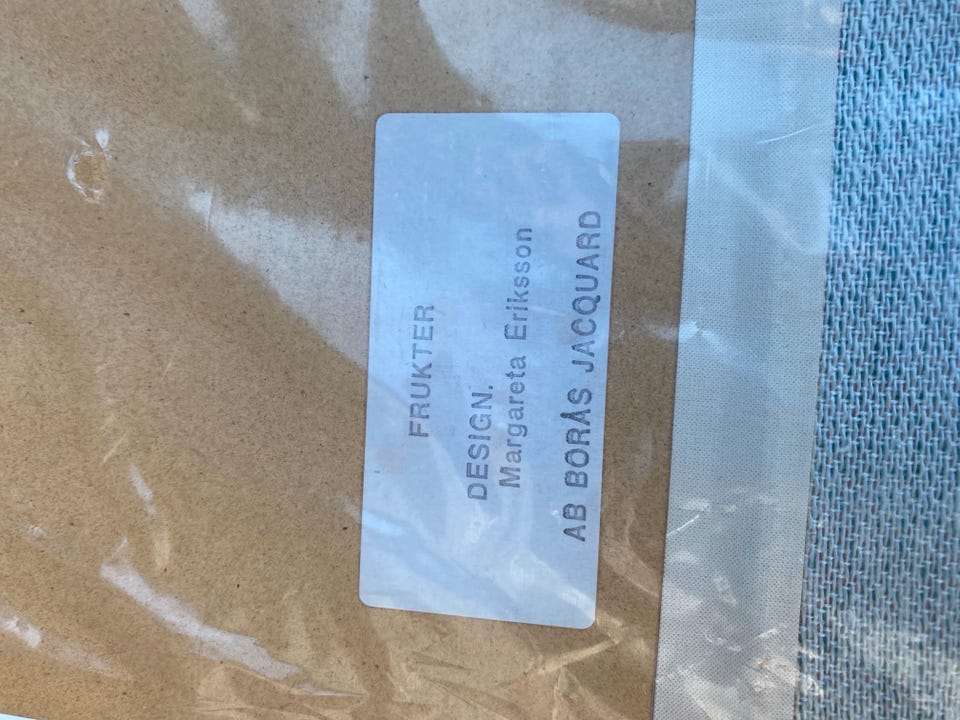 FRUKTER
DESIGN.
Margareta Eriksson
AB BORÅS JACQUARD